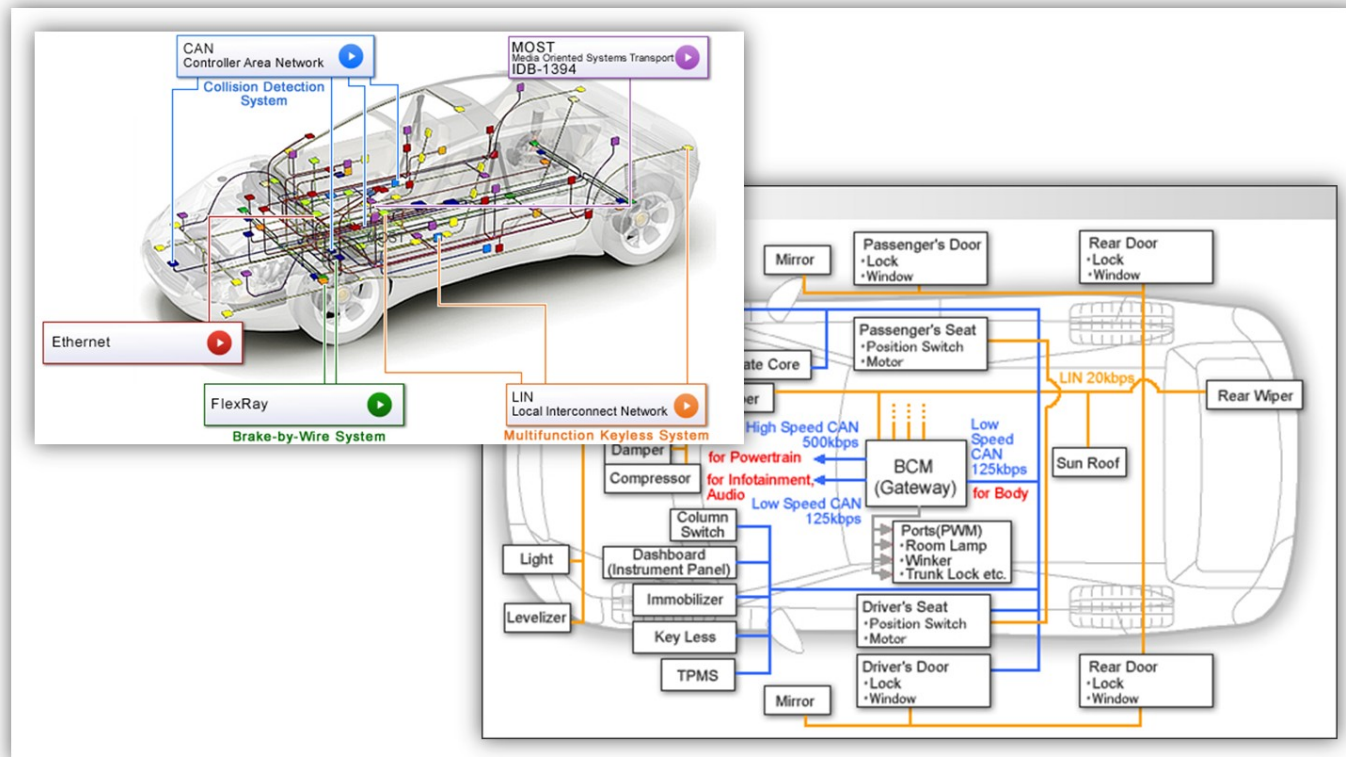 CAN
Controller Area Network
Collision Detection
System
MOST
Media Oriented Systems Transport
IDB-1394
Ethernet
FlexRay
Brake-by-Wire System
LIN
Local Interconnect Network
Multifunction Keyless System
Mirror
Passenger's Door
・Lock
・Window
Rear Door
・Lock
・Window
Passenger's Seat
・Position Switch
・Motor
ate Core
per
LIN 20kbps
Rear Wiper
High Speed CAN
500kbps
for Powertrain
for Infotainment,
Audio
Low Speed CAN
125kbps
BCM
(Gateway)
Low
Speed
CAN
125kbps
for Body
Sun Roof
Damper
Compressor
Column
Switch
Dashboard
(Instrument Panel)
Immobilizer
Key Less
TPMS
Light
Levelizer
Ports(PWM)
・Room Lamp
・Winker
・Trunk Lock etc.
Driver's Seat
・Position Switch
・Motor
Driver's Door
・Lock
・Window
Rear Door
・Lock
・Window
Mirror